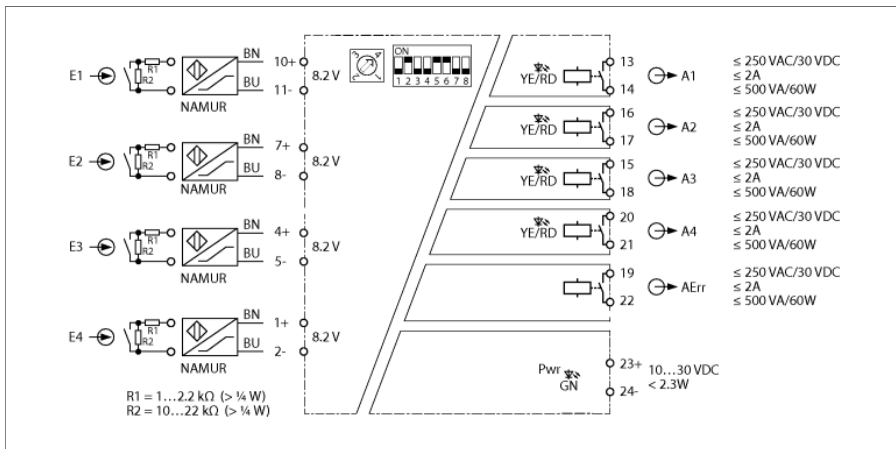 E1
R1
R2
NAMUR
BN
BU
10+
11-
8.2 V
E2
R1
R2
NAMUR
BN
BU
7+
8-
8.2 V
E3
R1
R2
NAMUR
BN
BU
4+
5-
8.2 V
E4
R1
R2
NAMUR
BN
BU
1+
2-
8.2 V
R1 = 1…2.2 kΩ (> ¼ W)
R2 = 10…22 kΩ (> ¼ W)
ON
1 2 3 4 5 6 7 8
YE/RD
13
14
A1
≤ 250 VAC/30 VDC
≤ 2A
≤ 500 VA/60W
YE/RD
16
17
A2
≤ 250 VAC/30 VDC
≤ 2A
≤ 500 VA/60W
YE/RD
15
18
A3
≤ 250 VAC/30 VDC
≤ 2A
≤ 500 VA/60W
YE/RD
20
21
A4
≤ 250 VAC/30 VDC
≤ 2A
≤ 500 VA/60W
19
22
AErr
≤ 250 VAC/30 VDC
≤ 2A
≤ 500 VA/60W
Pwr
GN
23+
24-
10…30 VDC
< 2.3W